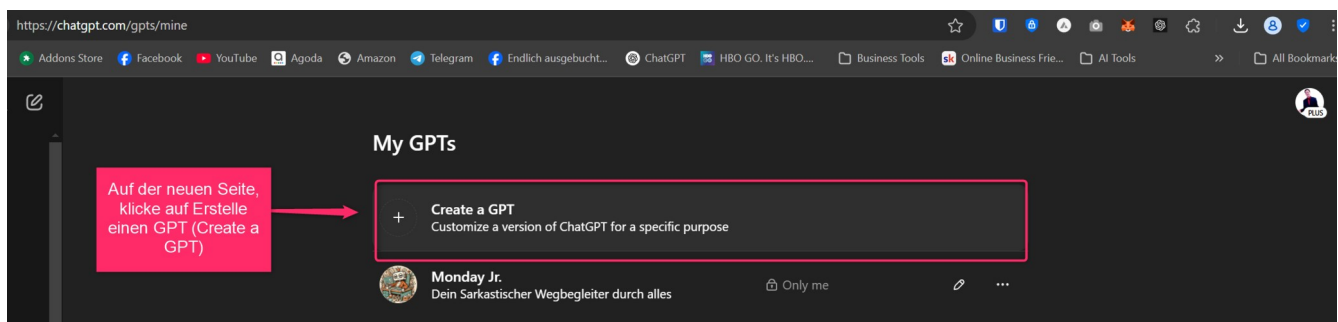 https://chatgpt.com/gpts/mine
Addons Store Facebook YouTube Agoda Amazon Telegram Endlich ausgebucht... ChatGPT HBO GO. It's HBO.... Business Tools sk Online Business Frie... AI Tools » All Bookmarks
PLUS
My GPTs
Auf der neuen Seite,
klicke auf Erstelle
einen GPT (Create a
GPT)
+ Create a GPT
Customize a version of ChatGPT for a specific purpose
Monday Jr.
Dein Sarkastischer Wegbegleiter durch alles
Only me